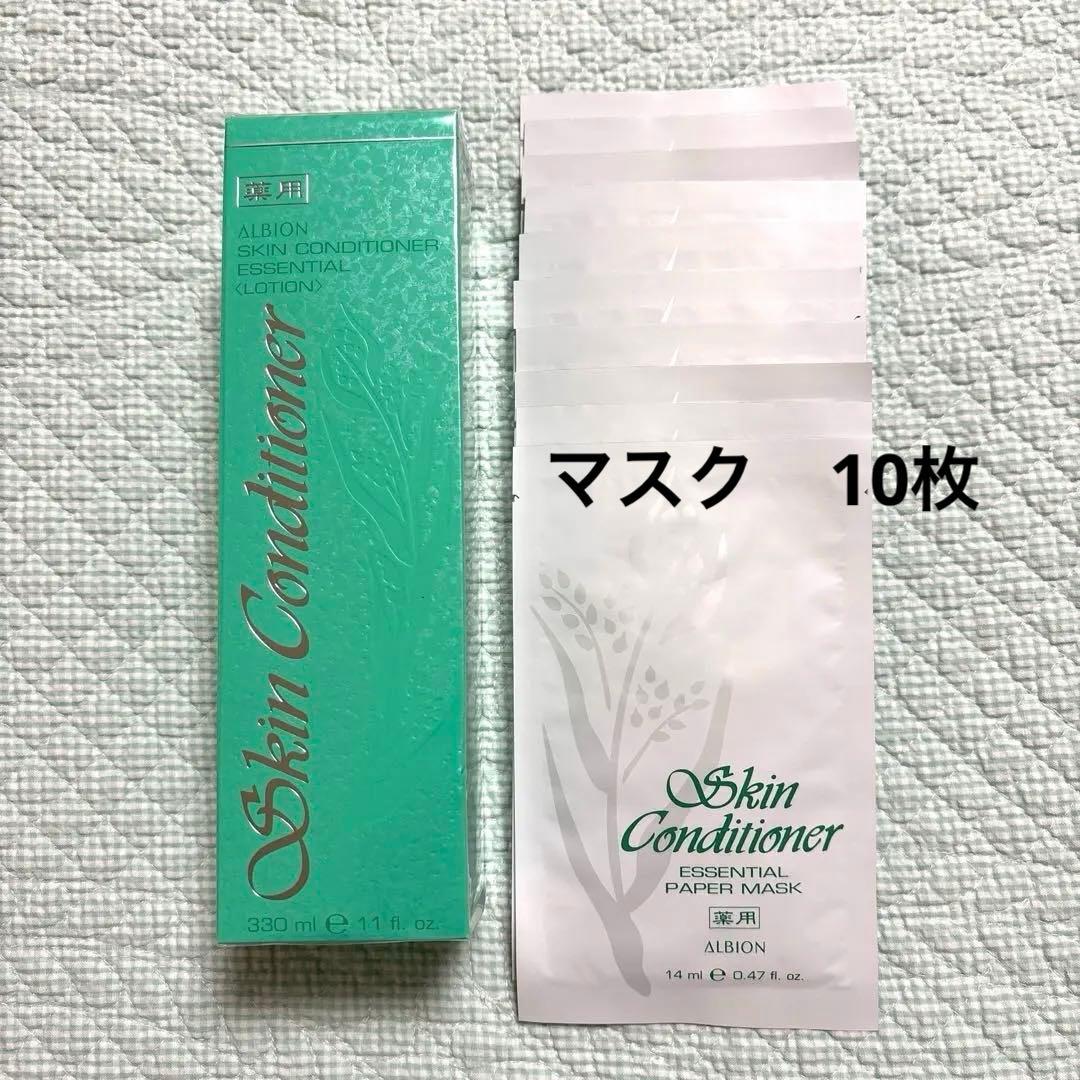 薬用
ALBION
SKIN CONDITIONER
ESSENTIAL
〈LOTION〉
Skin Conditioner
330 ml ℮ 11 fl. oz.
マスク　10枚
Skin
Conditioner
ESSENTIAL
PAPER MASK
薬用
ALBION
14 ml ℮ 0.47 fl. oz.